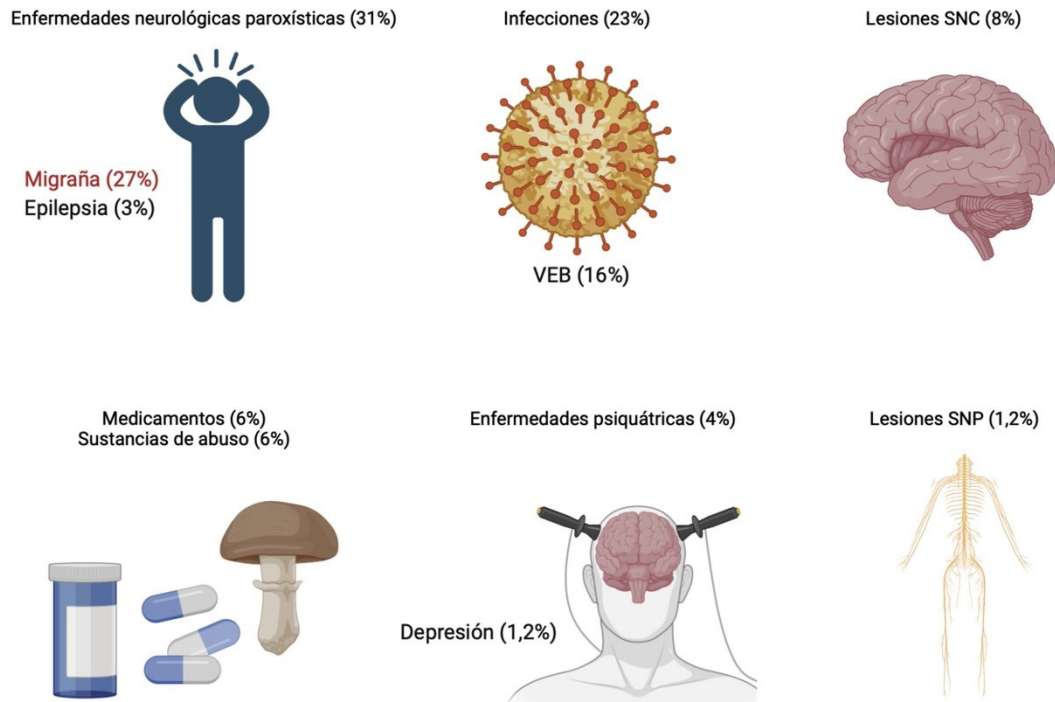 Enfermedades neurológicas paroxísticas (31%)
Migraña (27%)
Epilepsia (3%)
Infecciones (23%)
VEB (16%)
Lesiones SNC (8%)
Medicamentos (6%)
Sustancias de abuso (6%)
Enfermedades psiquátricas (4%)
Depresión (1,2%)
Lesiones SNP (1,2%)